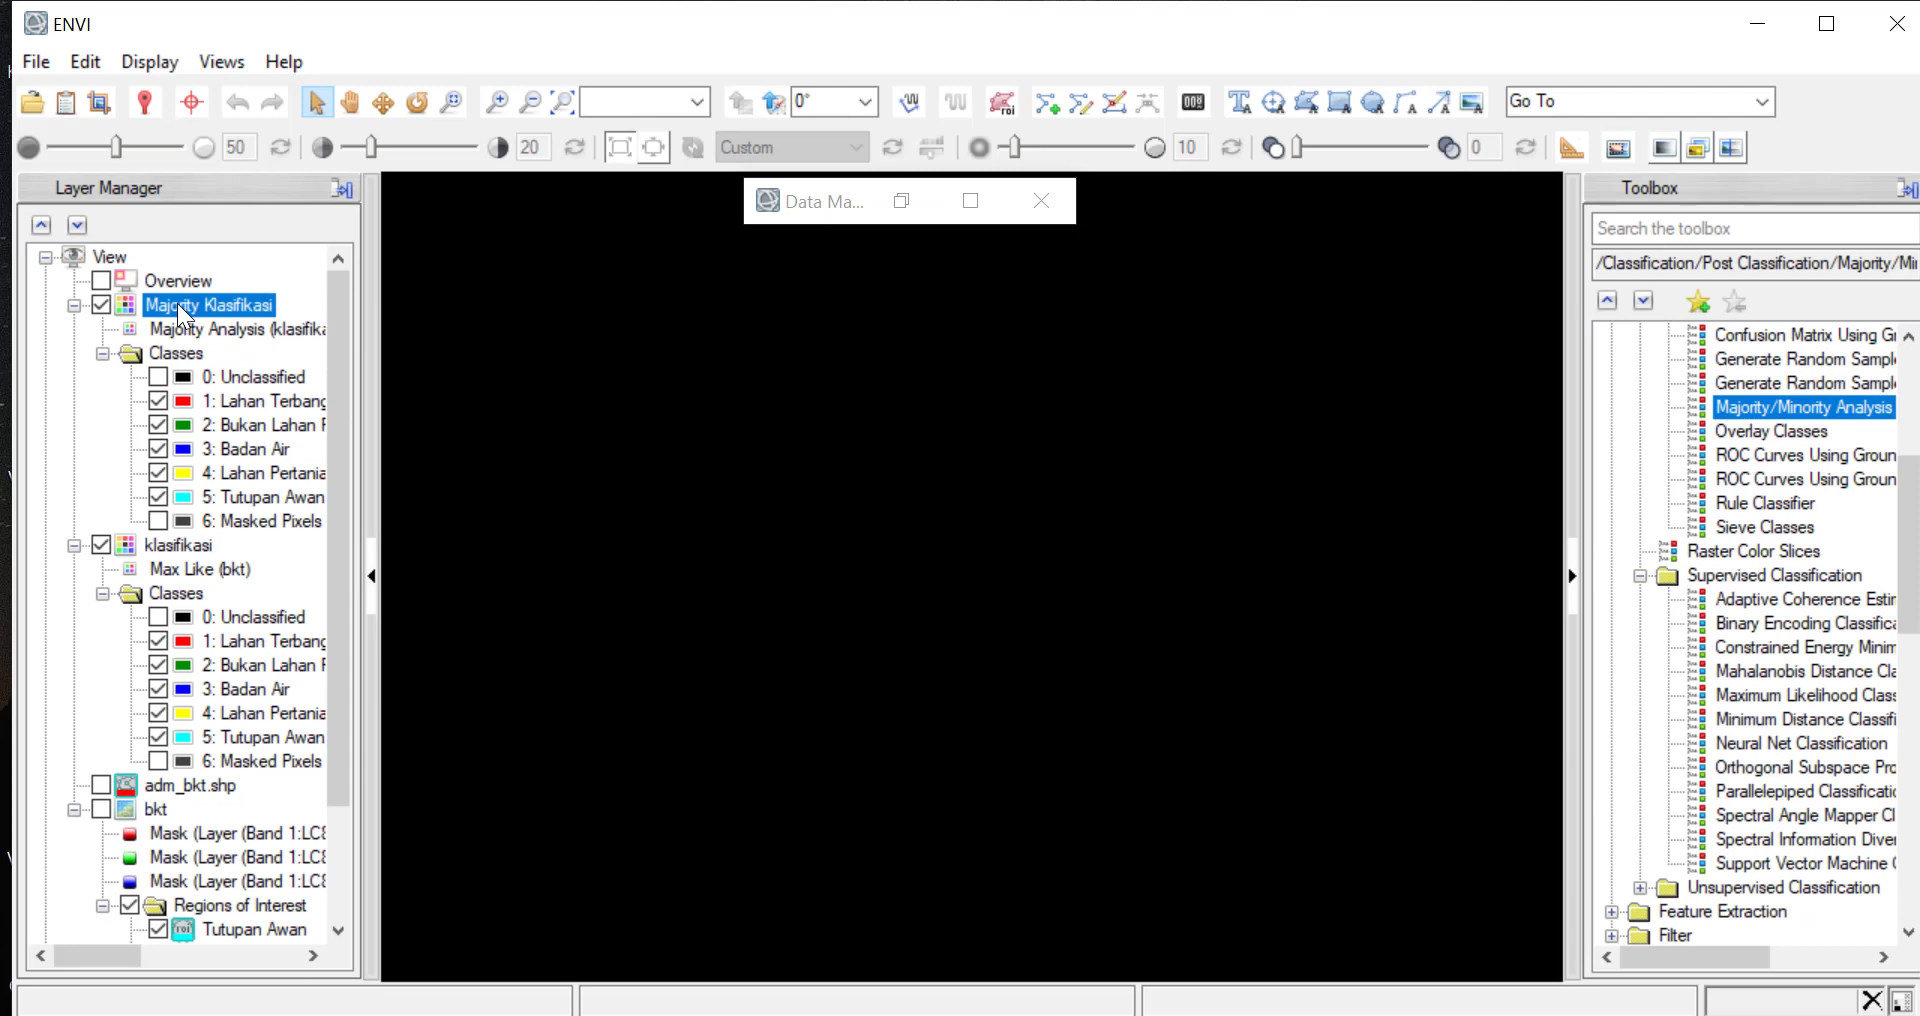 ENVI
File Edit Display Views Help
0° Go To
50 20 Custom 10 0
Layer Manager
View
Overview
Majority Klasifikasi
Majority Analysis (klasifika
Classes
0: Unclassified
1: Lahan Terbang
2: Bukan Lahan
3: Badan Air
4: Lahan Pertania
5: Tutupan Awan
6: Masked Pixels
klasifikasi
Max Like (bkt)
Classes
0: Unclassified
1: Lahan Terbang
2: Bukan Lahan
3: Badan Air
4: Lahan Pertania
5: Tutupan Awan
6: Masked Pixels
adm_bkt.shp
bkt
Mask (Layer (Band 1:LC8
Mask (Layer (Band 1:LC8
Mask (Layer (Band 1:LC8
Regions of Interest
roi Tutupan Awan
Data Ma...
Toolbox
Search the toolbox
/Classification/Post Classification/Majority/Mi
Confusion Matrix Using Gr
Generate Random Sampl
Generate Random Sampl
Majority/Minority Analysis
Overlay Classes
ROC Curves Using Groun
ROC Curves Using Groun
Rule Classifier
Sieve Classes
Raster Color Slices
Supervised Classification
Adaptive Coherence Estir
Binary Encoding Classifica
Constrained Energy Minim
Mahalanobis Distance Cla
Maximum Likelihood Class
Minimum Distance Classifi
Neural Net Classification
Orthogonal Subspace Pro
Parallelepiped Classificatio
Spectral Angle Mapper Cl
Spectral Information Diver
Support Vector Machine
Unsupervised Classification
Feature Extraction
Filter